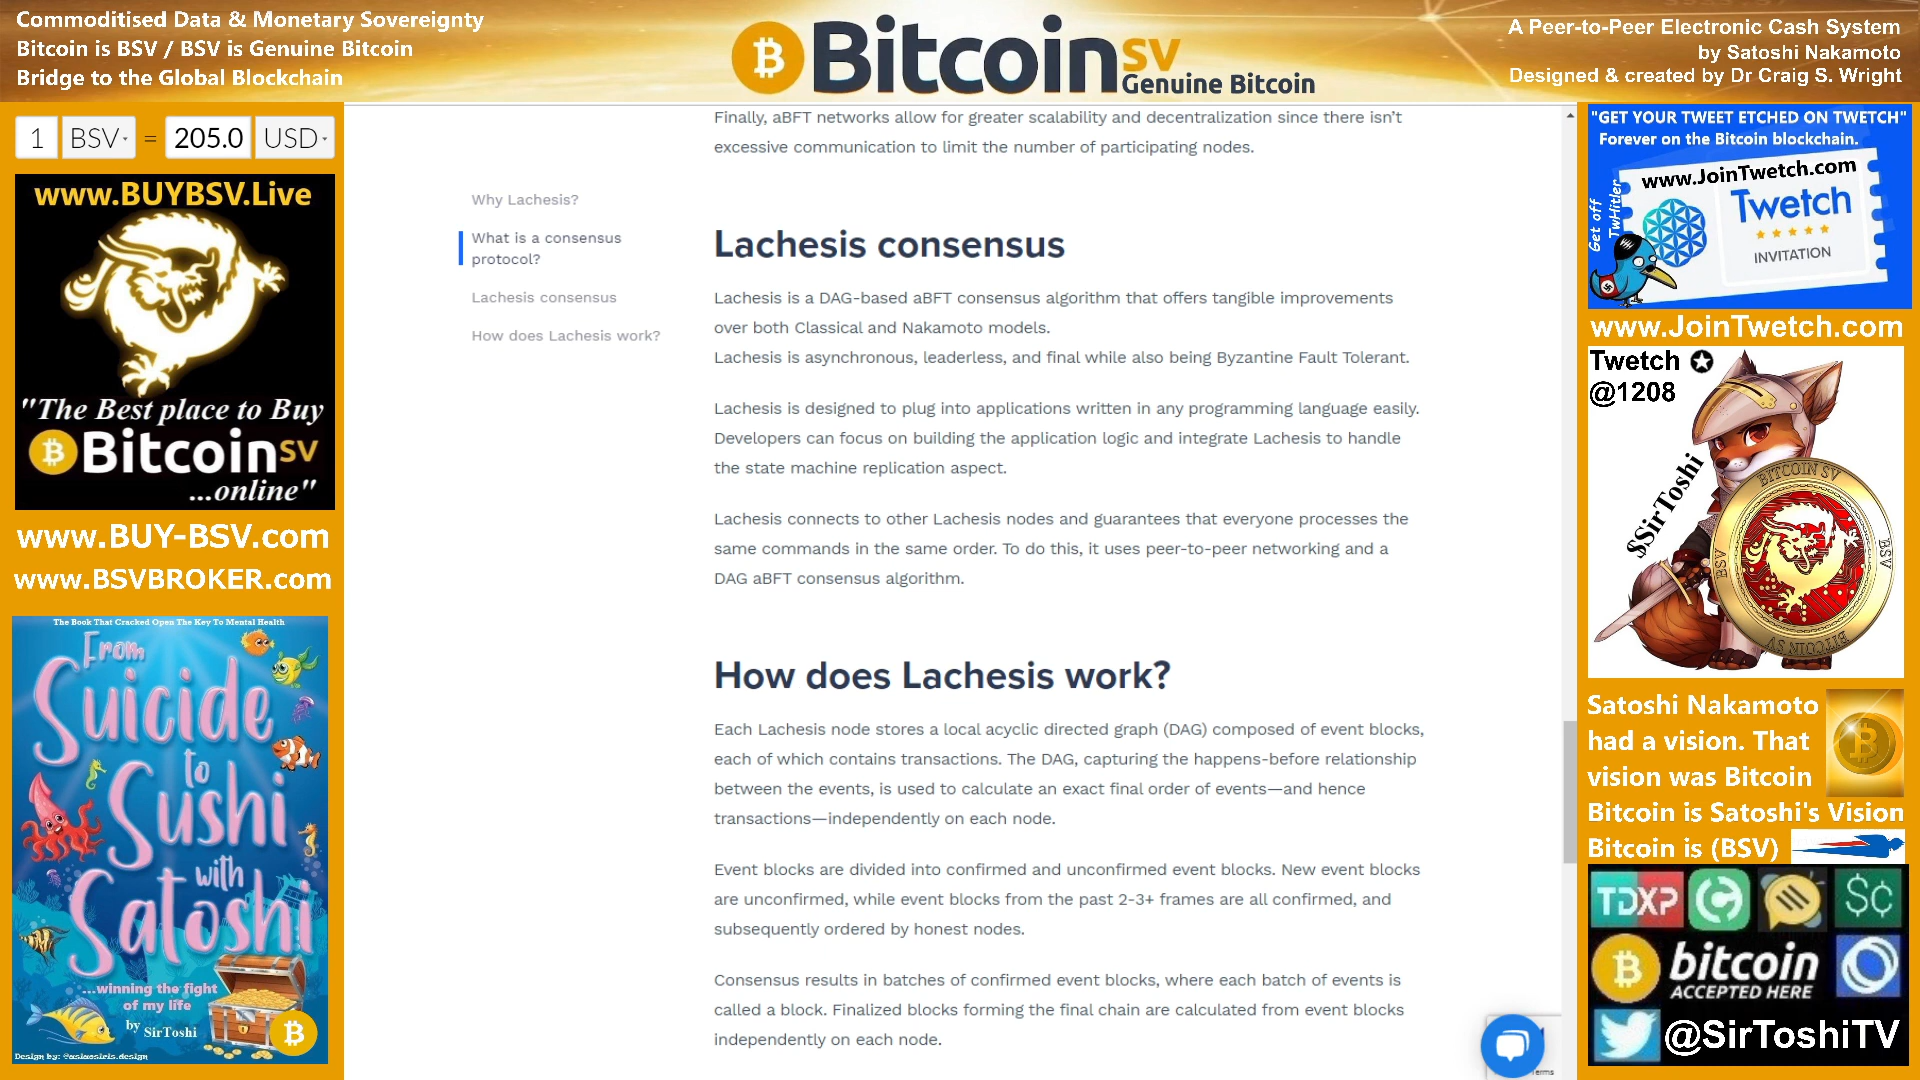 Commoditised Data & Monetary Sovereignty
Bitcoin is BSV / BSV is Genuine Bitcoin
Bridge to the Global Blockchain
Bitcoin SV
Genuine Bitcoin
A Peer-to-Peer Electronic Cash System
by Satoshi Nakamoto
Designed & created by Dr Craig S. Wright
1 BSV = 205.0 USD
www.BUYBSV.Live
"The Best place to Buy
BitcoinSV
...online"
www.BUY-BSV.com
www.BSVBROKER.com
The Book That Cracked Open The Key To Mental Health
From
Suicide
to
Sushi
with
Satoshi
...winning the fight
of my life
by SirToshi
Design by: @asiaasiris.design
Why Lachesis?
What is a consensus
protocol?
Lachesis consensus
How does Lachesis work?
Finally, aBFT networks allow for greater scalability and decentralization since there isn’t
excessive communication to limit the number of participating nodes.
Lachesis consensus
Lachesis is a DAG-based aBFT consensus algorithm that offers tangible improvements
over both Classical and Nakamoto models.
Lachesis is asynchronous, leaderless, and final while also being Byzantine Fault Tolerant.
Lachesis is designed to plug into applications written in any programming language easily.
Developers can focus on building the application logic and integrate Lachesis to handle
the state machine replication aspect.
Lachesis connects to other Lachesis nodes and guarantees that everyone processes the
same commands in the same order. To do this, it uses peer-to-peer networking and a
DAG aBFT consensus algorithm.
How does Lachesis work?
Each Lachesis node stores a local acyclic directed graph (DAG) composed of event blocks,
each of which contains transactions. The DAG, capturing the happens-before relationship
between the events, is used to calculate an exact final order of events—and hence
transactions—independently on each node.
Event blocks are divided into confirmed and unconfirmed event blocks. New event blocks
are unconfirmed, while event blocks from the past 2-3+ frames are all confirmed, and
subsequently ordered by honest nodes.
Consensus results in batches of confirmed event blocks, where each batch of events is
called a block. Finalized blocks forming the final chain are calculated from event blocks
independently on each node.
"GET YOUR TWEET ETCHED ON TWETCH"
Forever on the Bitcoin blockchain.
www.JoinTwetch.com
Twetch
INVITATION
Get off
TwHitler
www.JoinTwetch.com
Twetch
@1208
$SirToshi
BITCOIN SV
BSV
BSV
BITCOIN SV
Satoshi Nakamoto
had a vision. That
vision was Bitcoin
Bitcoin is Satoshi's Vision
Bitcoin is (BSV)
TDXP
$¢
bitcoin
ACCEPTED HERE
@SirToshiTV